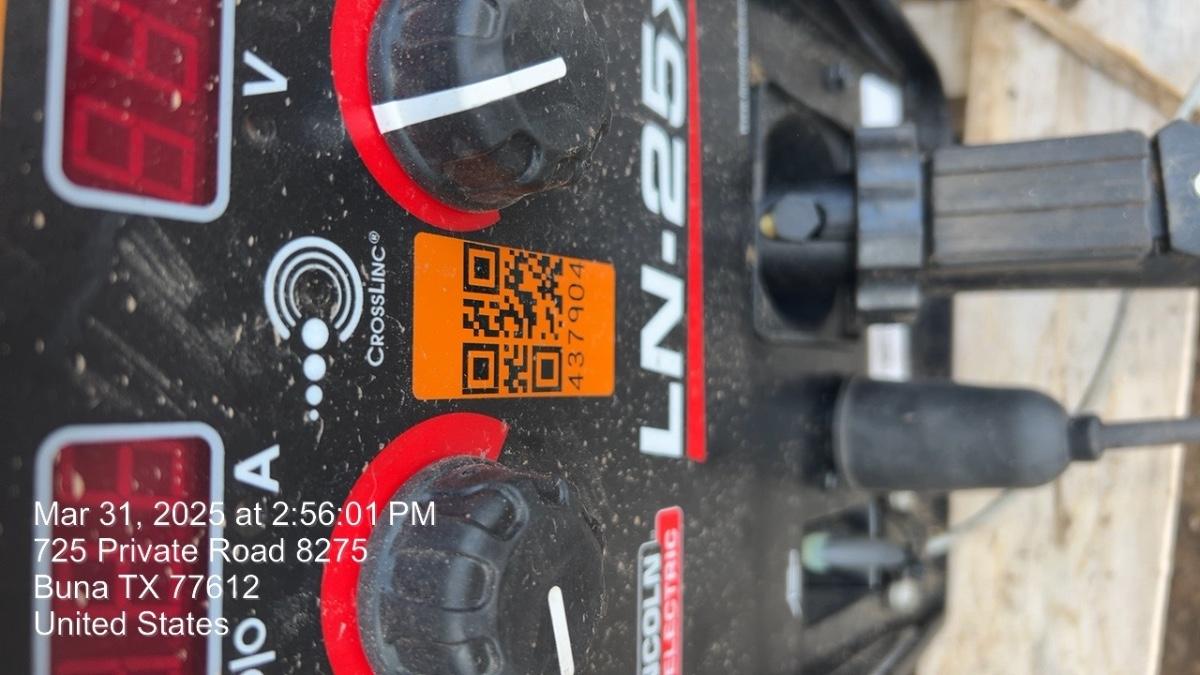 V
A
CROSSLINC®
437904
LN-25X
LINCOLN
ELECTRIC
Mar 31, 2025 at 2:56:01 PM
725 Private Road 8275
Buna TX 77612
United States